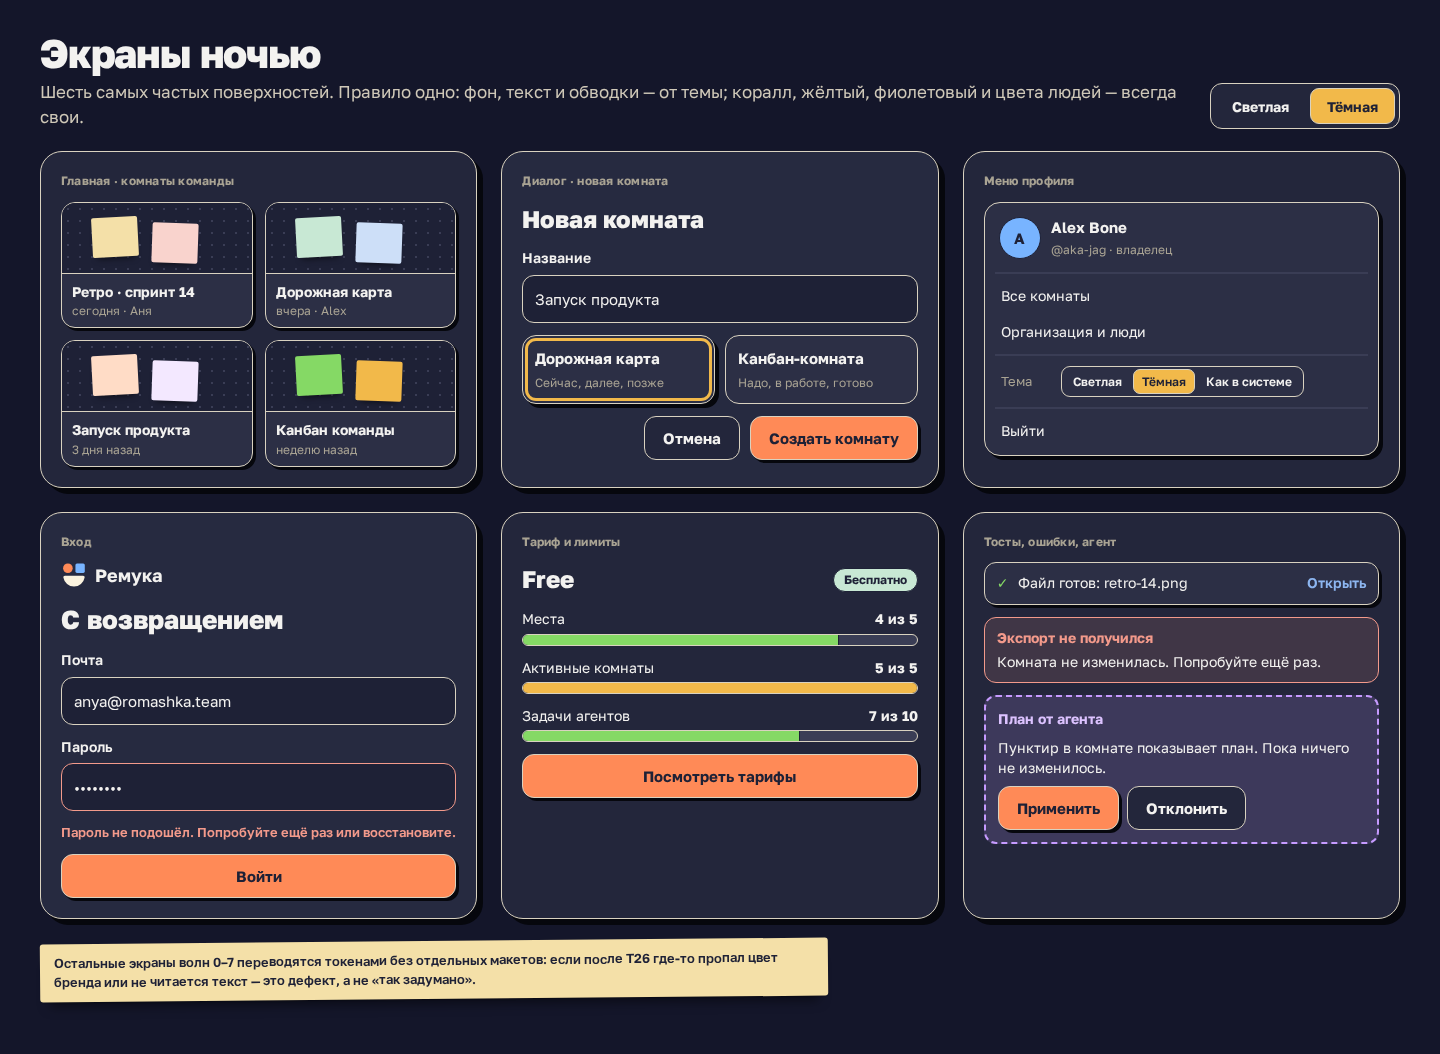 Экраны ночью
Шесть самых частых поверхностей. Правило одно: фон, текст и обводки — от темы; коралл, жёлтый, фиолетовый и цвета людей — всегда
свои.
Светлая
Тёмная
Главная · комнаты команды
Ретро · спринт 14
сегодня · Аня
Дорожная карта
вчера · Alex
Запуск продукта
3 дня назад
Канбан команды
неделю назад
Диалог · новая комната
Новая комната
Название
Запуск продукта
Дорожная карта
Сейчас, далее, позже
Канбан-комната
Надо, в работе, готово
Отмена
Создать комнату
Меню профиля
A
Alex Bone
@aka-jag · владелец
Все комнаты
Организация и люди
Тема
Светлая
Тёмная
Как в системе
Выйти
Вход
Ремука
С возвращением
Почта
anya@romashka.team
Пароль
••••••••
Пароль не подошёл. Попробуйте ещё раз или восстановите.
Войти
Тариф и лимиты
Free
Бесплатно
Места
4 из 5
Активные комнаты
5 из 5
Задачи агентов
7 из 10
Посмотреть тарифы
Тосты, ошибки, агент
✓ Файл готов: retro-14.png
Открыть
Экспорт не получился
Комната не изменилась. Попробуйте ещё раз.
План от агента
Пунктир в комнате показывает план. Пока ничего
не изменилось.
Применить
Отклонить
Остальные экраны волн 0–7 переводятся токенами без отдельных макетов: если после T26 где-то пропал цвет
бренда или не читается текст — это дефект, а не «так задумано».